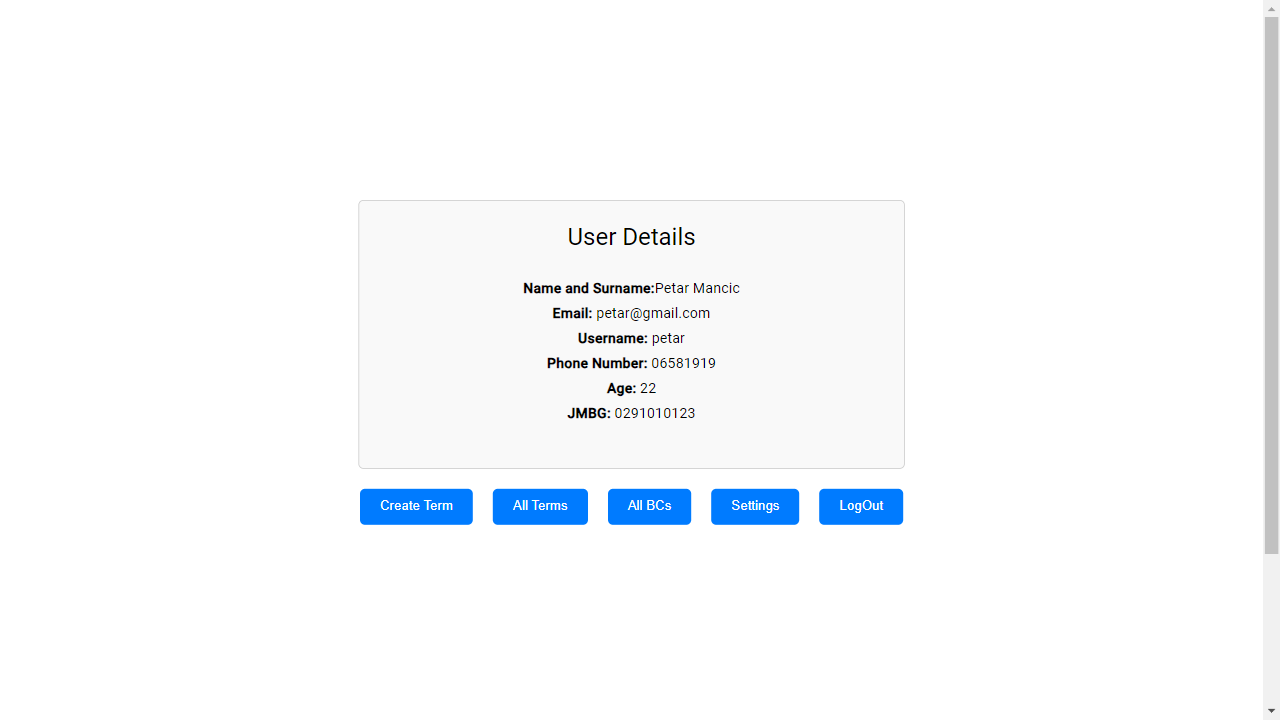 User Details
Name and Surname:Petar Mancic
Email: petar@gmail.com
Username: petar
Phone Number: 06581919
Age: 22
JMBG: 0291010123
Create Term All Terms All BCs Settings LogOut